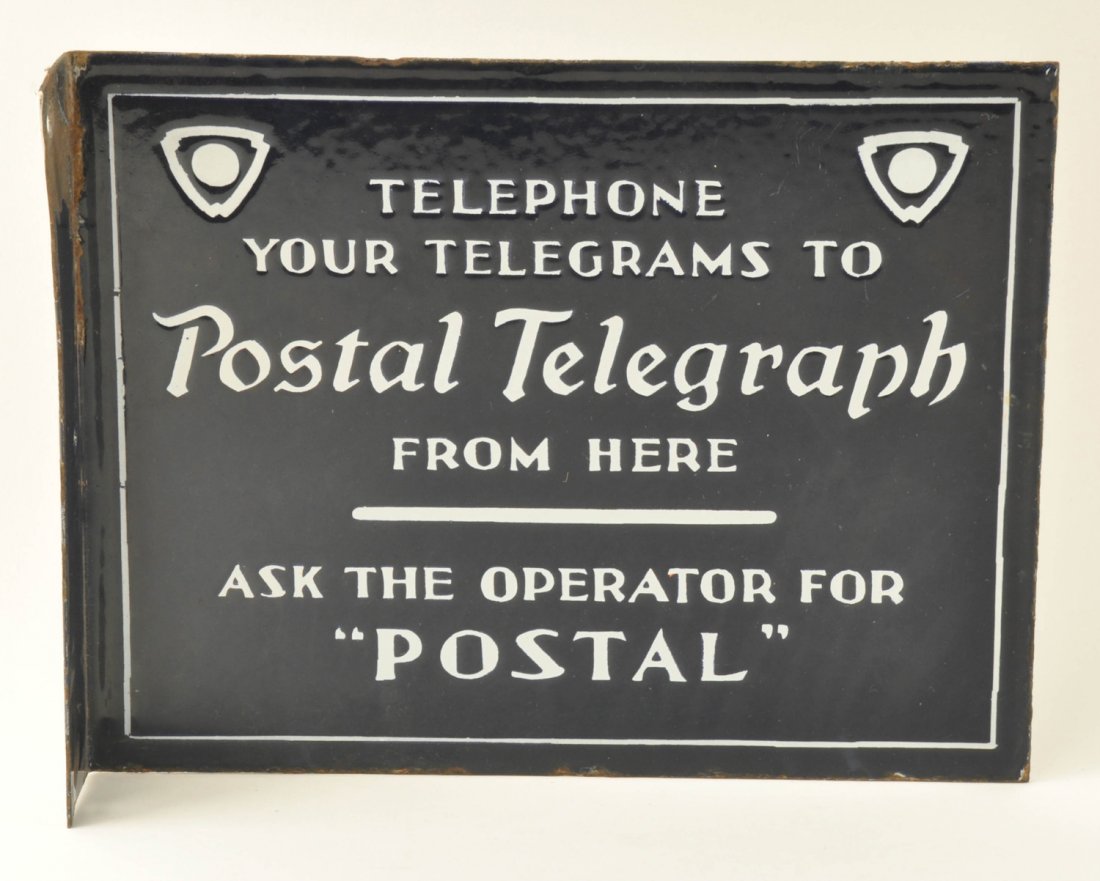 TELEPHONE
YOUR TELEGRAMS TO
Postal Telegraph
FROM HERE
ASK THE OPERATOR FOR
“POSTAL”